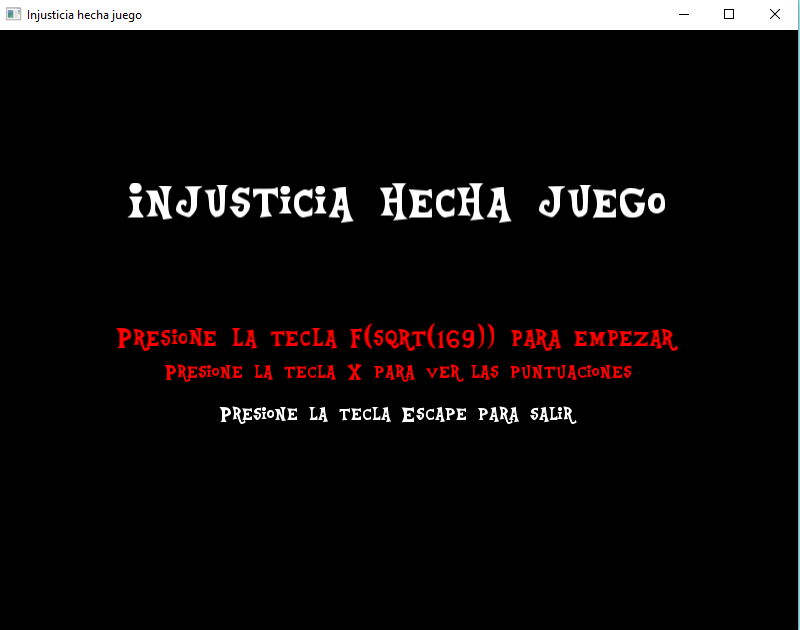 Injusticia hecha juego
Injusticia hecha juego
Presione la tecla F(sqrt(169)) para empezar
Presione la tecla X para ver las puntuaciones
Presione la tecla Escape para salir